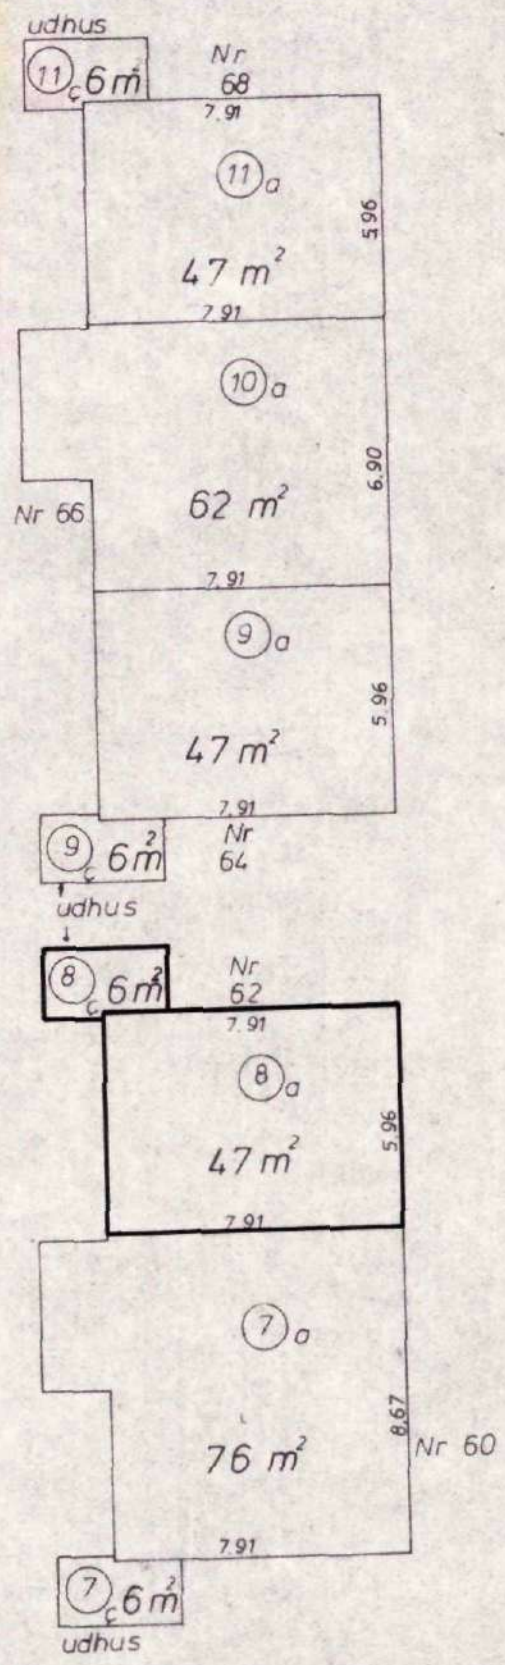 udhus
11 c 6 m²
Nr
68
7.91
11 a
5.96
47 m²
7.91
10 a
6.90
62 m²
Nr 66
7.91
9 a
5.96
47 m²
7.91
9 c 6 m²
Nr
64
udhus
8 c 6 m²
Nr
62
7.91
8 a
5.96
47 m²
7.91
7 a
8.67
76 m²
Nr 60
7.91
7 c 6 m²
udhus